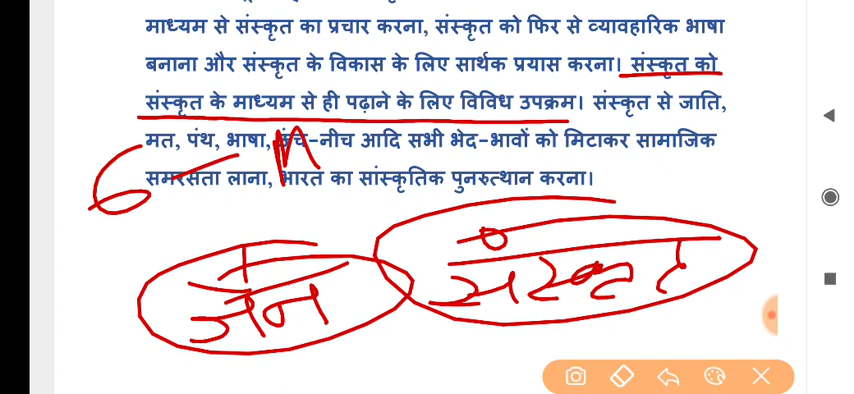 माध्यम से संस्कृत का प्रचार करना, संस्कृत को फिर से व्यावहारिक भाषा
बनाना और संस्कृत के विकास के लिए सार्थक प्रयास करना। संस्कृत को
संस्कृत के माध्यम से ही पढ़ाने के लिए विविध उपक्रम। संस्कृत से जाति,
मत, पंथ, भाषा, ऊंच-नीच आदि सभी भेद-भावों को मिटाकर सामाजिक
समरसता लाना, भारत का सांस्कृतिक पुनरुत्थान करना।